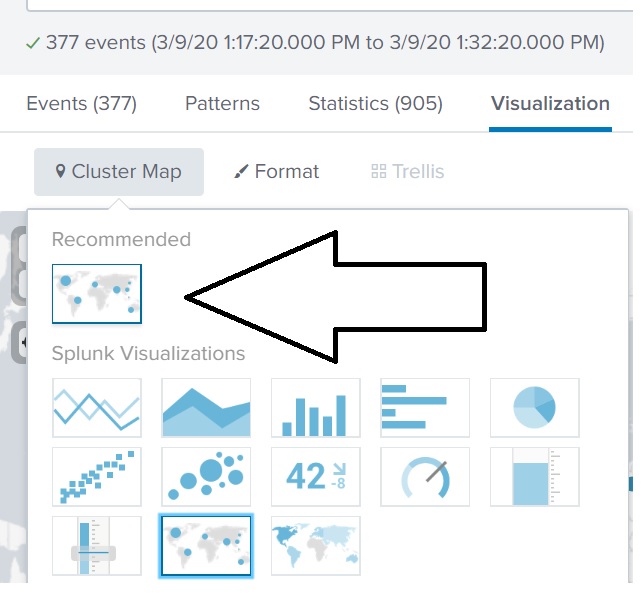 377 events (3/9/20 1:17:20.000 PM to 3/9/20 1:32:20.000 PM)
Events (377) Patterns Statistics (905) Visualization
Cluster Map Format Trellis
Recommended
Splunk Visualizations
42 -8